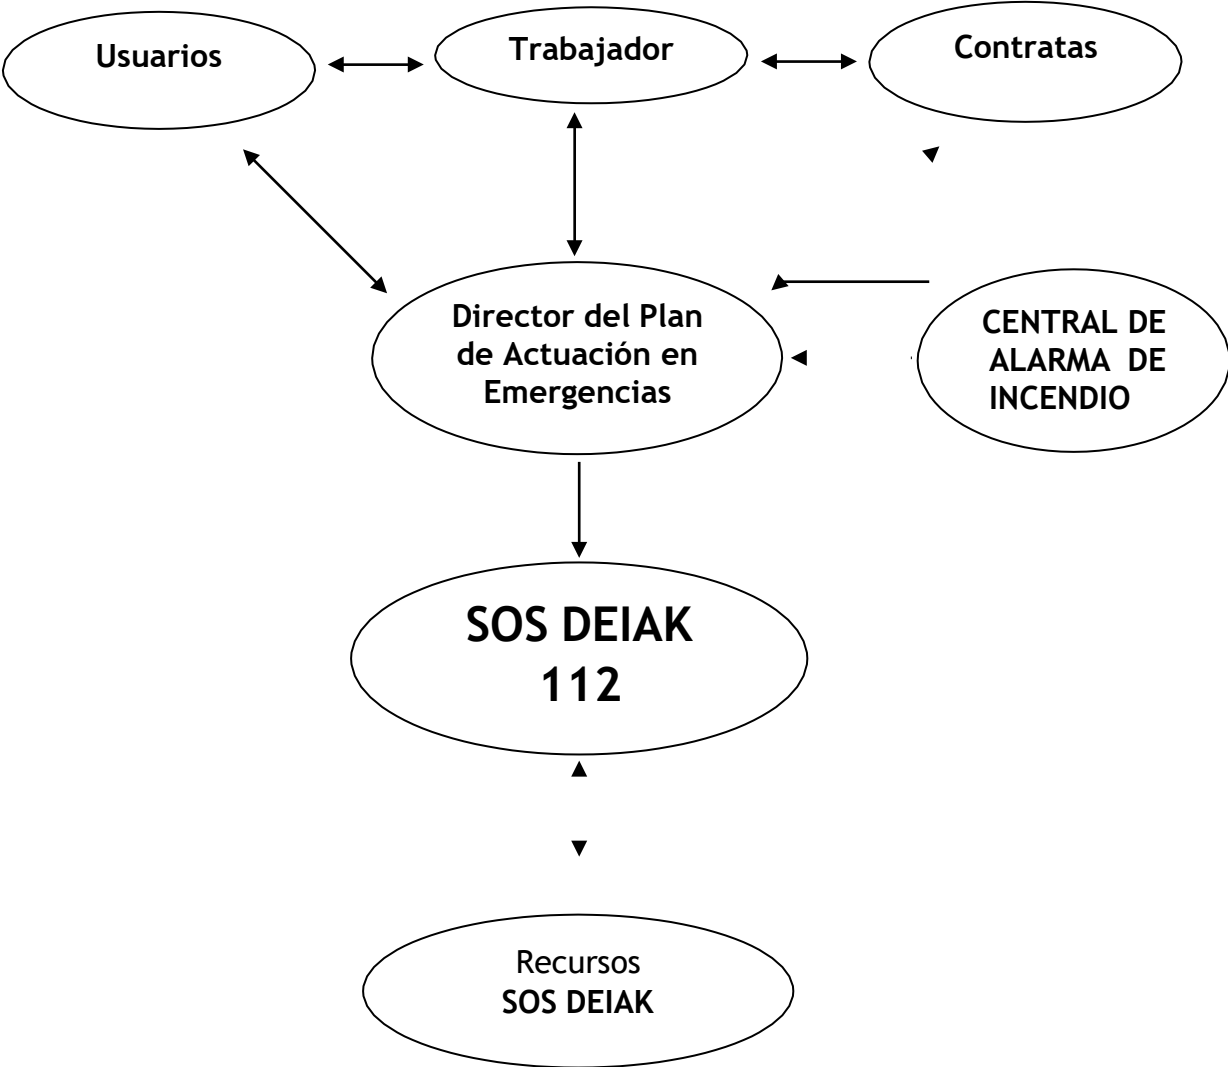 Usuarios
Trabajador
Contratas
Director del Plan
de Actuación en
Emergencias
CENTRAL DE
ALARMA DE
INCENDIO
SOS DEIAK
112
Recursos
SOS DEIAK